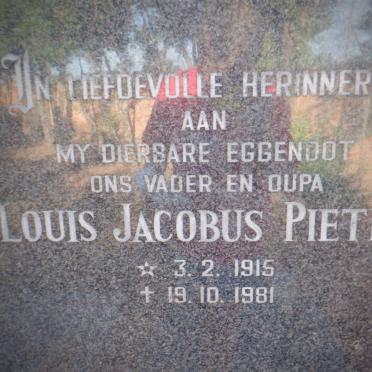 IN LIEFDEVOLLE HERINNER
AAN
MY DIERBARE EGGENOOT
ONS VADER EN OUPA
LOUIS JACOBUS PIET
☆ 3. 2. 1915
✝ 19. 10. 1981